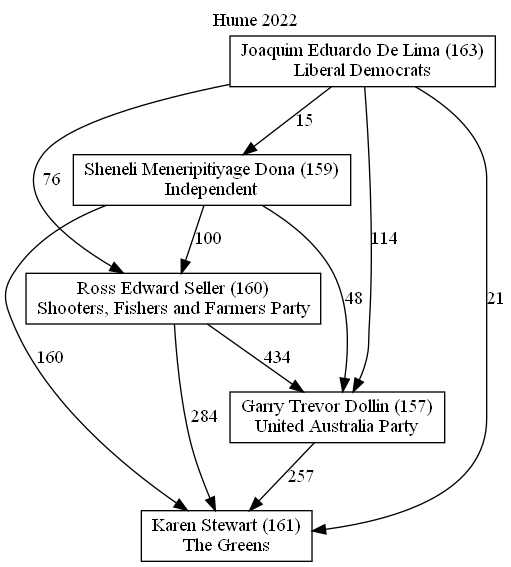 Hume 2022
Joaquim Eduardo De Lima (163)
Liberal Democrats
15
Sheneli Meneripitiyage Dona (159)
Independent
76
100
114
Ross Edward Seller (160)
Shooters, Fishers and Farmers Party
48
21
160
434
Garry Trevor Dollin (157)
United Australia Party
284
257
Karen Stewart (161)
The Greens